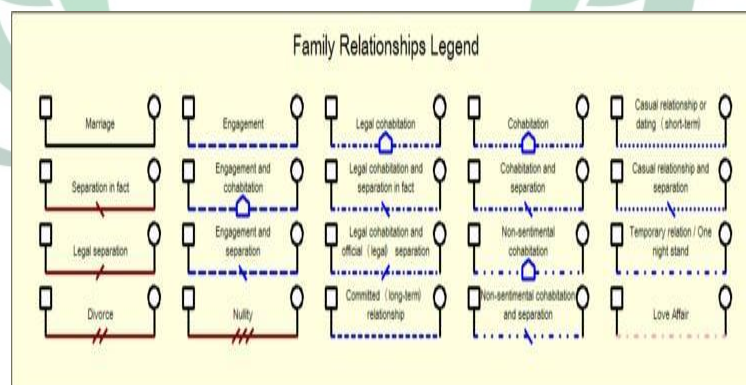 Family Relationships Legend
Marriage
Engagement
Legal cohabitation
Cohabitation
Casual relationship or
dating (short-term)
Separation in fact
Engagement and
cohabitation
Legal cohabitation and
separation in fact
Cohabitation and
separation
Casual relationship and
separation
Legal separation
Engagement and
separation
Legal cohabitation and
official (legal) separation
Non-sentimental
cohabitation
Temporary relation / One
night stand
Divorce
Nullity
Committed (long-term)
relationship
Non-sentimental cohabitation
and separation
Love Affair